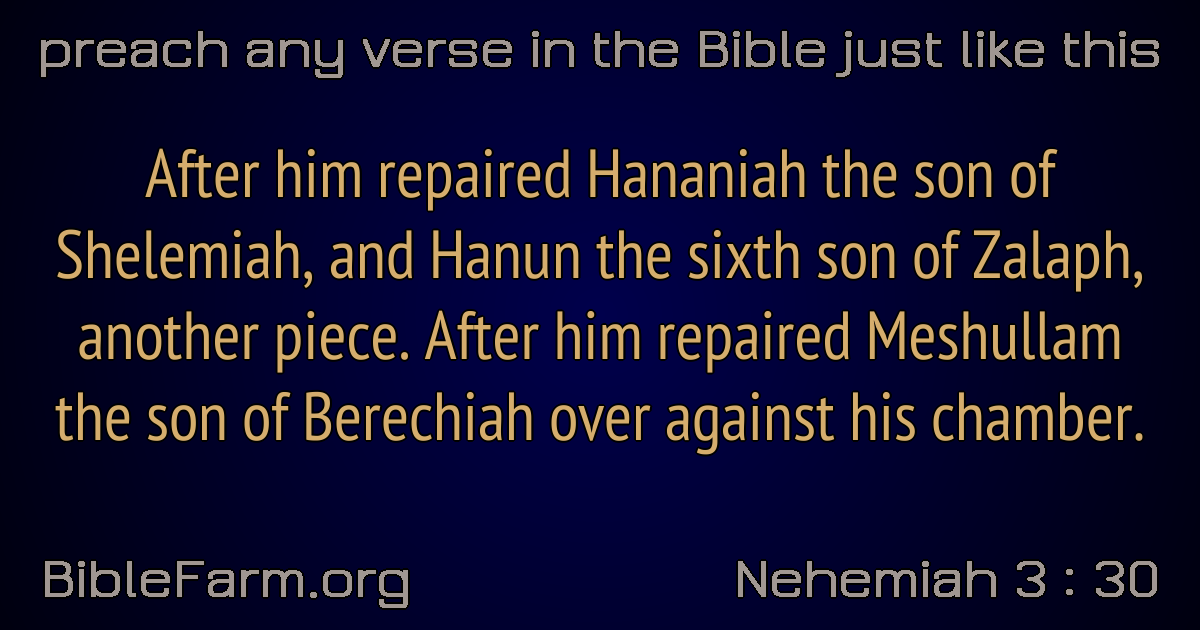 preach any verse in the Bible just like this
After him repaired Hananiah the son of
Shelemiah, and Hanun the sixth son of Zalaph,
another piece. After him repaired Meshullam
the son of Berechiah over against his chamber.
BibleFarm.org
Nehemiah 3 : 30